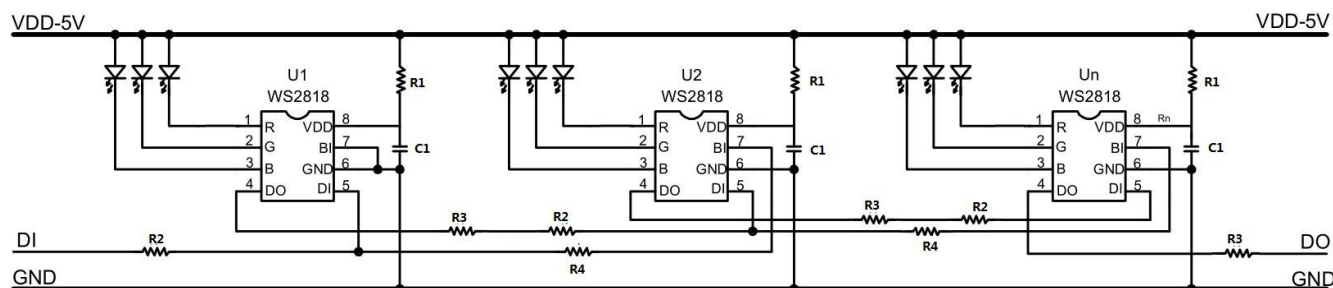 VDD-5V VDD-5V
U1 U2 Un
WS2818 WS2818 WS2818
R1 R1 R1
1 R VDD 8 1 R VDD 8 1 R VDD 8 Rn
2 G BI 7 2 G BI 7 2 G BI 7
C1 C1 C1
3 B GND 6 3 B GND 6 3 B GND 6
4 DO DI 5 4 DO DI 5 4 DO DI 5
R3 R2
R3 R2 R4
DI R2 R4 R3 DO
GND GND